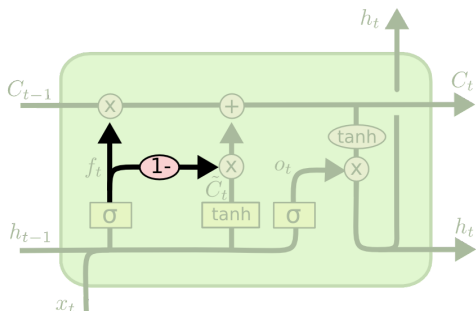 h_t
C_{t-1} x + C_t
tanh
f_t 1- x C̃_t o_t x
σ tanh σ
h_{t-1} h_t
x_t